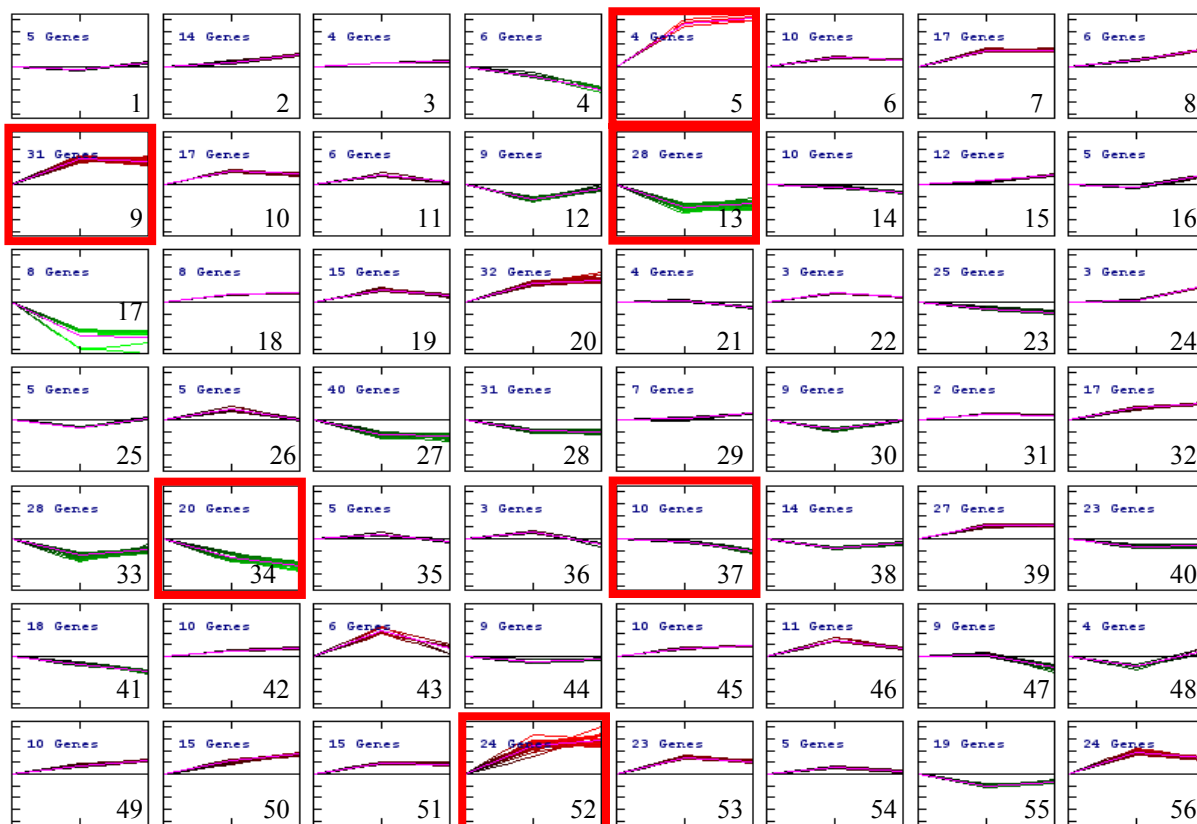 5 Genes 14 Genes 4 Genes 6 Genes 4 Genes 10 Genes 17 Genes 6 Genes
1 2 3 4 5 6 7 8
31 Genes 17 Genes 6 Genes 9 Genes 28 Genes 10 Genes 12 Genes 5 Genes
9 10 11 12 13 14 15 16
8 Genes 8 Genes 15 Genes 32 Genes 4 Genes 3 Genes 25 Genes 3 Genes
17 18 19 20 21 22 23 24
5 Genes 5 Genes 40 Genes 31 Genes 7 Genes 9 Genes 2 Genes 17 Genes
25 26 27 28 29 30 31 32
28 Genes 20 Genes 5 Genes 3 Genes 10 Genes 14 Genes 27 Genes 23 Genes
33 34 35 36 37 38 39 40
18 Genes 10 Genes 6 Genes 9 Genes 10 Genes 11 Genes 9 Genes 4 Genes
41 42 43 44 45 46 47 48
10 Genes 15 Genes 15 Genes 24 Genes 23 Genes 5 Genes 19 Genes 24 Genes
49 50 51 52 53 54 55 56